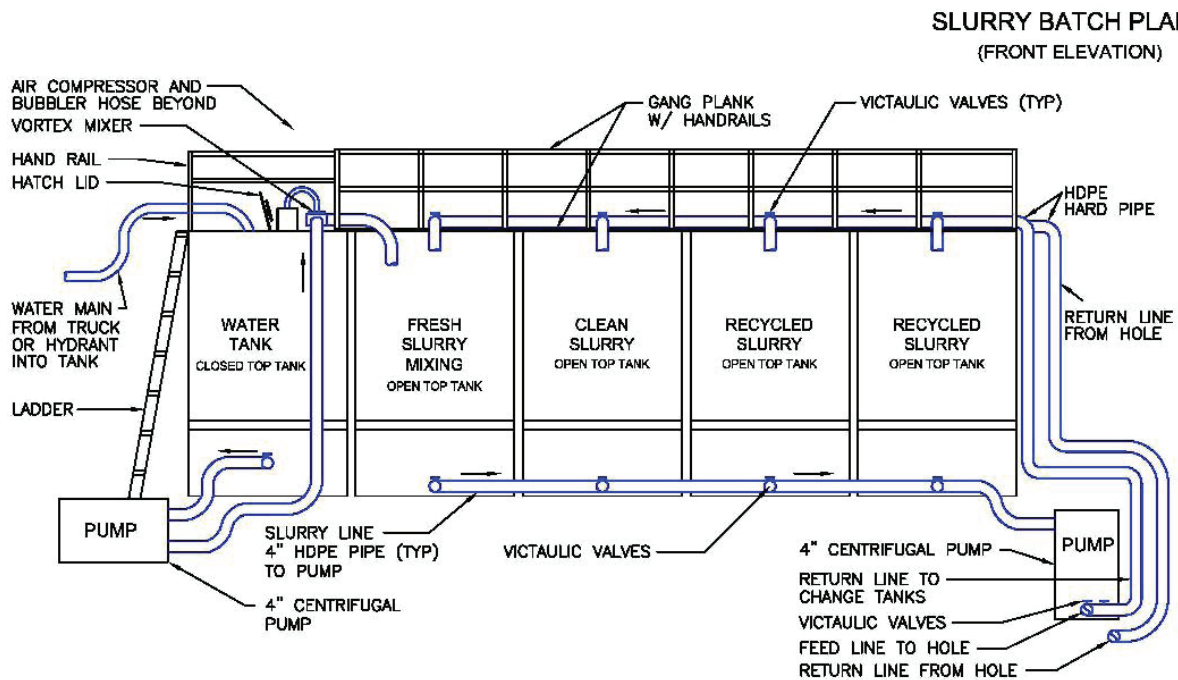 SLURRY BATCH PLA
(FRONT ELEVATION)
AIR COMPRESSOR AND
BUBBLER HOSE BEYOND
VORTEX MIXER
HAND RAIL
HATCH LID
GANG PLANK
W/ HANDRAILS
VICTAULIC VALVES (TYP)
HDPE
HARD PIPE
WATER MAIN
FROM TRUCK
OR HYDRANT
INTO TANK
LADDER
WATER
TANK
CLOSED TOP TANK
FRESH
SLURRY
MIXING
OPEN TOP TANK
CLEAN
SLURRY
OPEN TOP TANK
RECYCLED
SLURRY
OPEN TOP TANK
RECYCLED
SLURRY
OPEN TOP TANK
RETURN LINE
FROM HOLE
PUMP
4" CENTRIFUGAL
PUMP
SLURRY LINE
4" HDPE PIPE (TYP)
TO PUMP
VICTAULIC VALVES
4" CENTRIFUGAL PUMP
PUMP
RETURN LINE TO
CHANGE TANKS
VICTAULIC VALVES
FEED LINE TO HOLE
RETURN LINE FROM HOLE